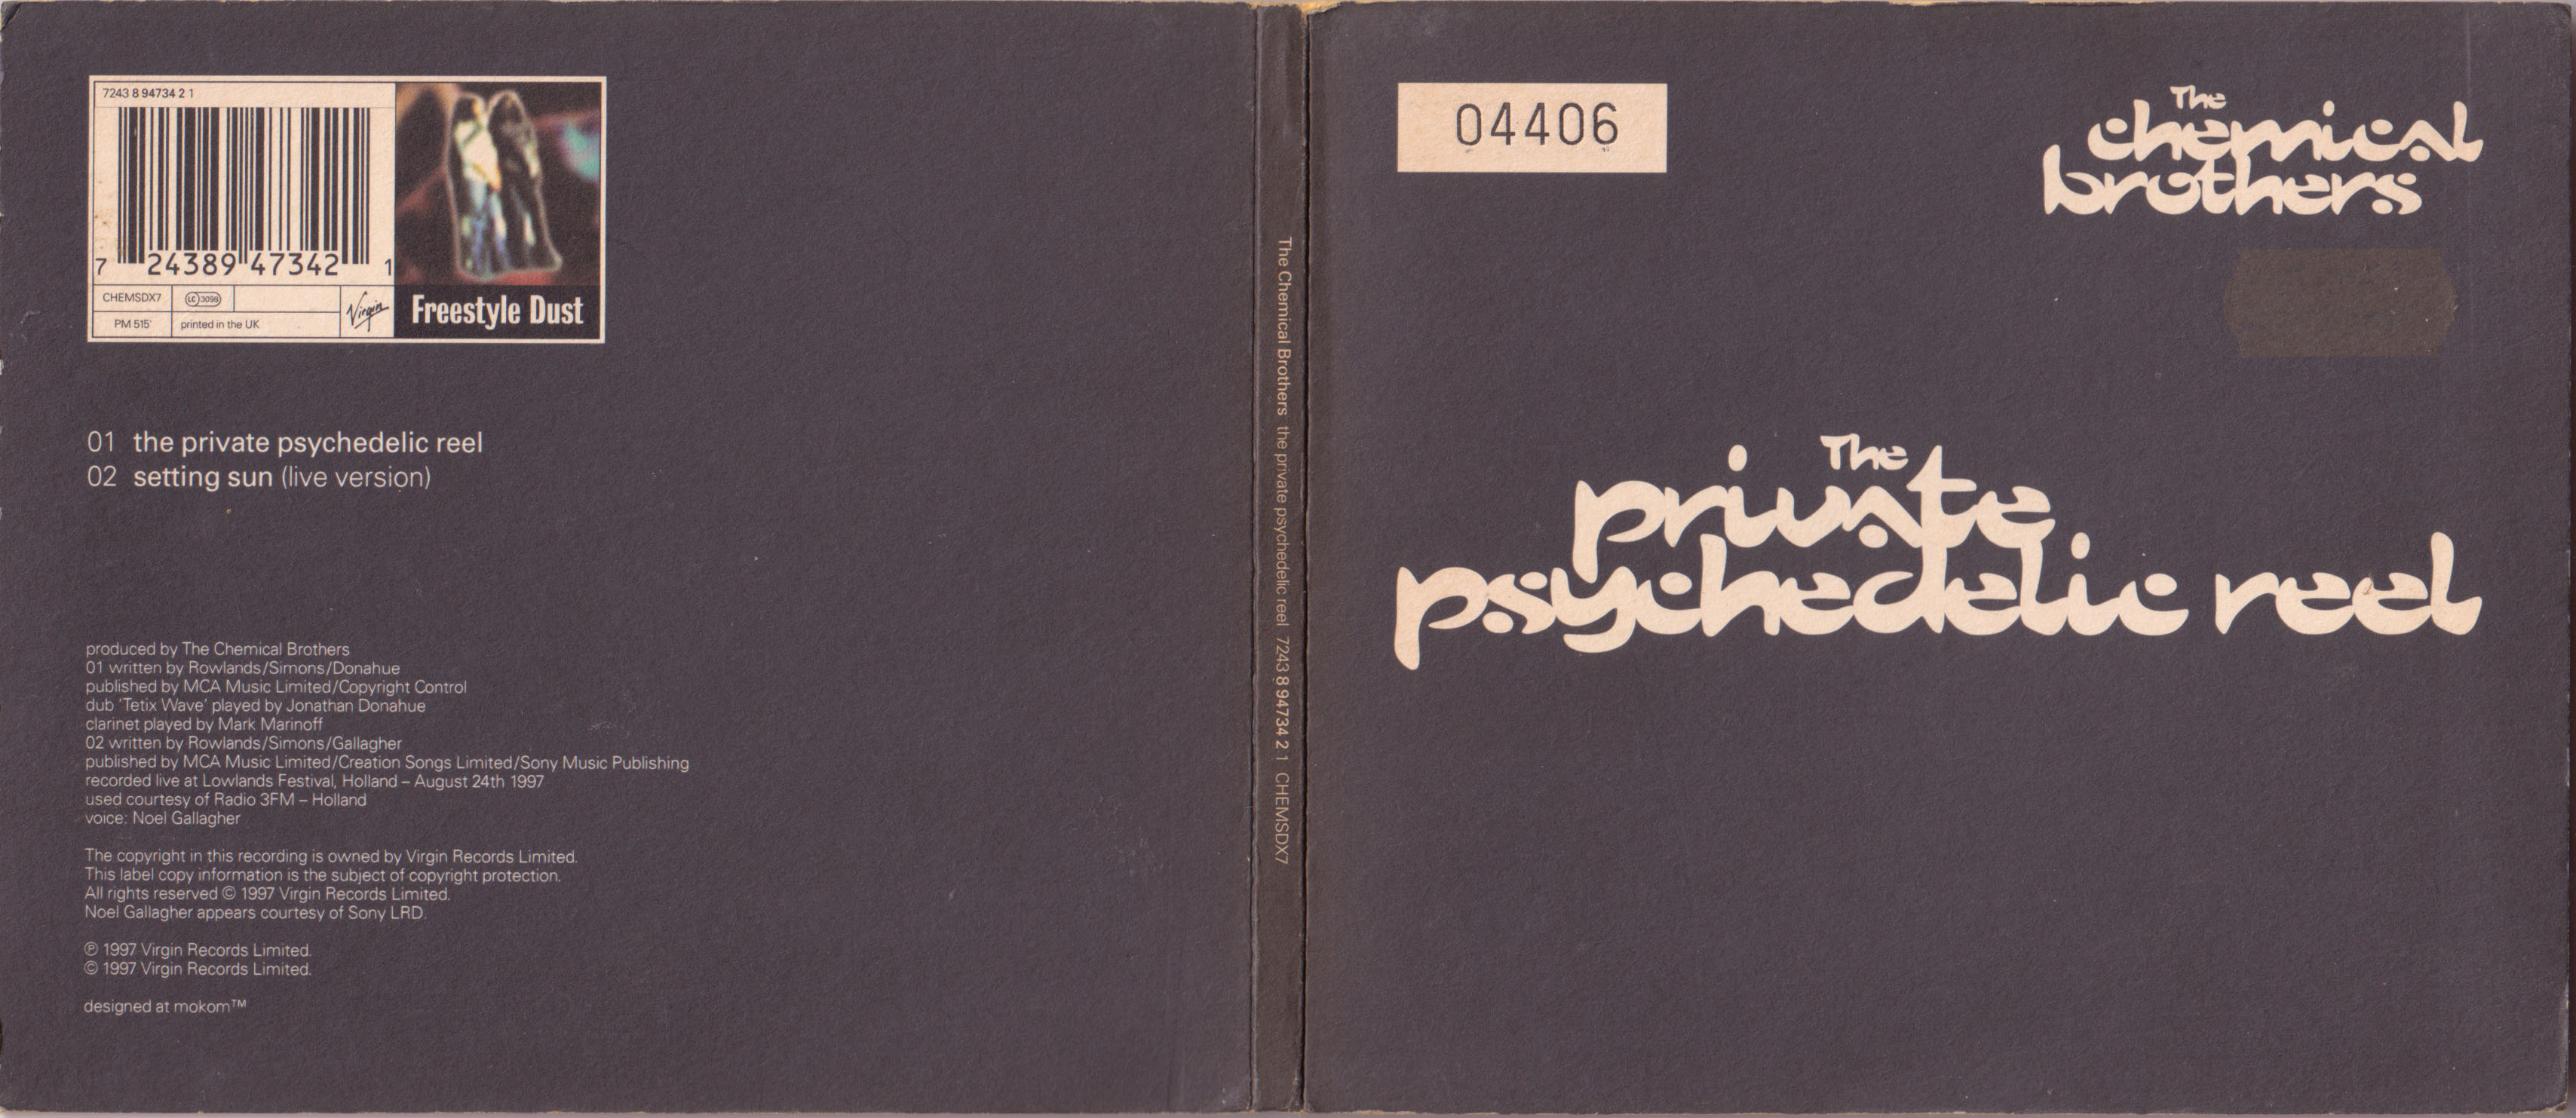 7243 8 94734 2 1
7 24389 47342 1
CHEMSDX7
LC 3098
PM 515'
printed in the UK
Virgin
Freestyle Dust
01 the private psychedelic reel
02 setting sun (live version)
produced by The Chemical Brothers
01 written by Rowlands/Simons/Donahue
published by MCA Music Limited/Copyright Control
dub 'Tetix Wave' played by Jonathan Donahue
clarinet played by Mark Marinoff
02 written by Rowlands/Simons/Gallagher
published by MCA Music Limited/Creation Songs Limited/Sony Music Publishing
recorded live at Lowlands Festival, Holland – August 24th 1997
used courtesy of Radio 3FM – Holland
voice: Noel Gallagher
The copyright in this recording is owned by Virgin Records Limited.
This label copy information is the subject of copyright protection.
All rights reserved © 1997 Virgin Records Limited.
Noel Gallagher appears courtesy of Sony LRD.
℗ 1997 Virgin Records Limited.
© 1997 Virgin Records Limited.
designed at mokom™
The Chemical Brothers the private psychedelic reel 7243 8 94734 2 1 CHEMSDX7
04406
The
chemical
brothers
The
private
psychedelic reel